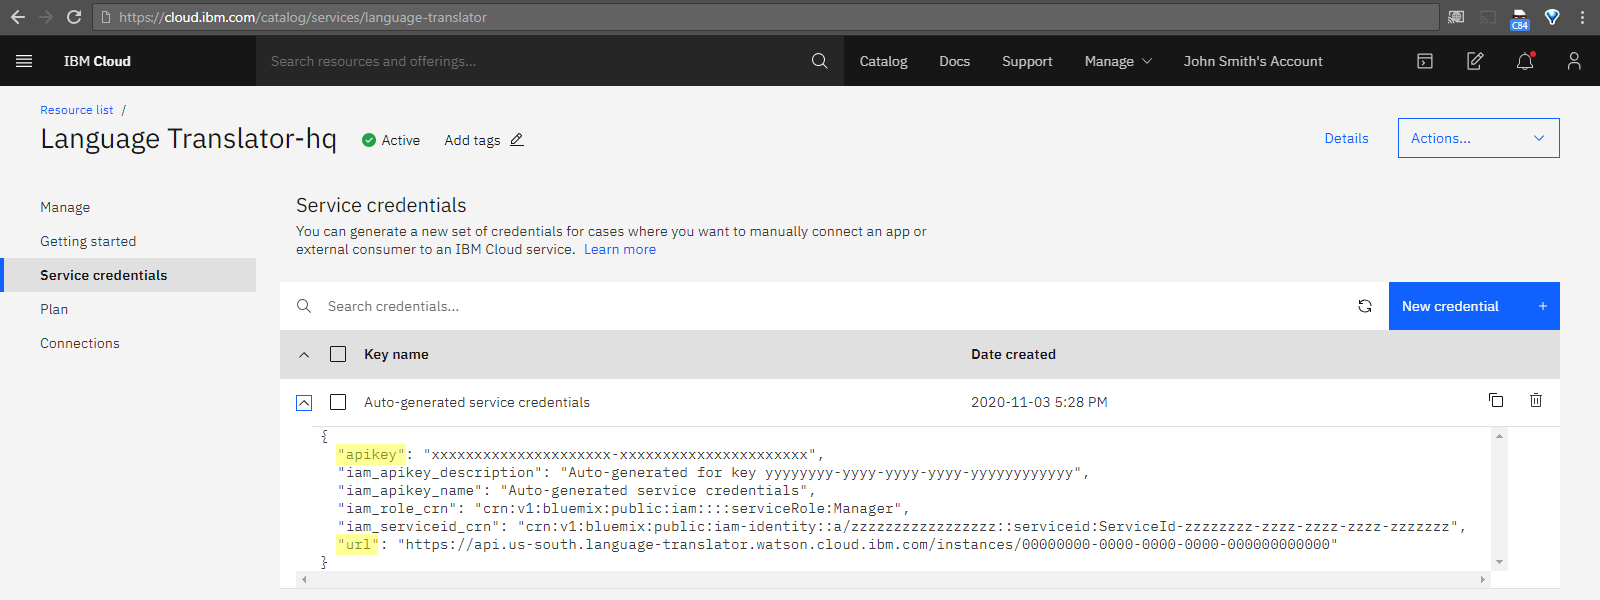 https://cloud.ibm.com/catalog/services/language-translator
C84
IBM Cloud
Search resources and offerings...
Catalog
Docs
Support
Manage
John Smith's Account
Resource list /
Language Translator-hq
Active
Add tags
Details
Actions...
Manage
Getting started
Service credentials
Plan
Connections
Service credentials
You can generate a new set of credentials for cases where you want to manually connect an app or
external consumer to an IBM Cloud service. Learn more
Search credentials...
New credential +
Key name
Date created
Auto-generated service credentials
2020-11-03 5:28 PM
{
"apikey": "xxxxxxxxxxxxxxxxxxxxx-xxxxxxxxxxxxxxxxxxxxxx",
"iam_apikey_description": "Auto-generated for key yyyyyyyy-yyyy-yyyy-yyyy-yyyyyyyyyyyy",
"iam_apikey_name": "Auto-generated service credentials",
"iam_role_crn": "crn:v1:bluemix:public:iam::::serviceRole:Manager",
"iam_serviceid_crn": "crn:v1:bluemix:public:iam-identity::a/zzzzzzzzzzzzzzzzz::serviceid:ServiceId-zzzzzzzz-zzzz-zzzz-zzzz-zzzzzzz",
"url": "https://api.us-south.language-translator.watson.cloud.ibm.com/instances/00000000-0000-0000-0000-000000000000"
}